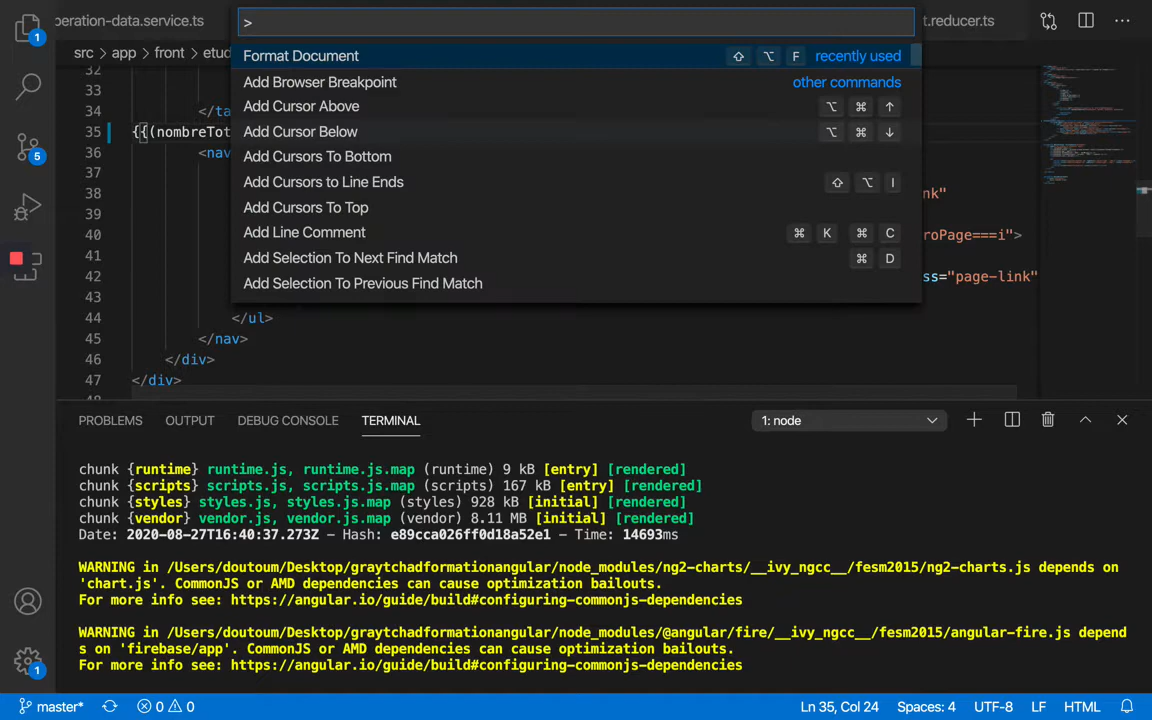 peration-data.service.ts
t.reducer.ts
>
src > app > front > etud
Format Document ⇧ ⌥ F recently used
Add Browser Breakpoint other commands
Add Cursor Above ⌥ ⌘ ↑
Add Cursor Below ⌥ ⌘ ↓
Add Cursors To Bottom
Add Cursors to Line Ends ⇧ ⌥ I
Add Cursors To Top
Add Line Comment ⌘ K ⌘ C
Add Selection To Next Find Match ⌘ D
Add Selection To Previous Find Match
32
33
34 </ta
35 {{(nombreTot
36 <nav
37
38 nk"
39
40 roPage===i">
41
42 ss="page-link"
43
44 </ul>
45 </nav>
46 </div>
47 </div>
48
1
5
PROBLEMS OUTPUT DEBUG CONSOLE TERMINAL 1: node
chunk {runtime} runtime.js, runtime.js.map (runtime) 9 kB [entry] [rendered]
chunk {scripts} scripts.js, scripts.js.map (scripts) 167 kB [entry] [rendered]
chunk {styles} styles.js, styles.js.map (styles) 928 kB [initial] [rendered]
chunk {vendor} vendor.js, vendor.js.map (vendor) 8.11 MB [initial] [rendered]
Date: 2020-08-27T16:40:37.273Z - Hash: e89cca026ff0d18a52e1 - Time: 14693ms
WARNING in /Users/doutoum/Desktop/graytchadformationangular/node_modules/ng2-charts/__ivy_ngcc__/fesm2015/ng2-charts.js depends on
'chart.js'. CommonJS or AMD dependencies can cause optimization bailouts.
For more info see: https://angular.io/guide/build#configuring-commonjs-dependencies
WARNING in /Users/doutoum/Desktop/graytchadformationangular/node_modules/@angular/fire/__ivy_ngcc__/fesm2015/angular-fire.js depend
s on 'firebase/app'. CommonJS or AMD dependencies can cause optimization bailouts.
For more info see: https://angular.io/guide/build#configuring-commonjs-dependencies
1
master* 0 0 Ln 35, Col 24 Spaces: 4 UTF-8 LF HTML